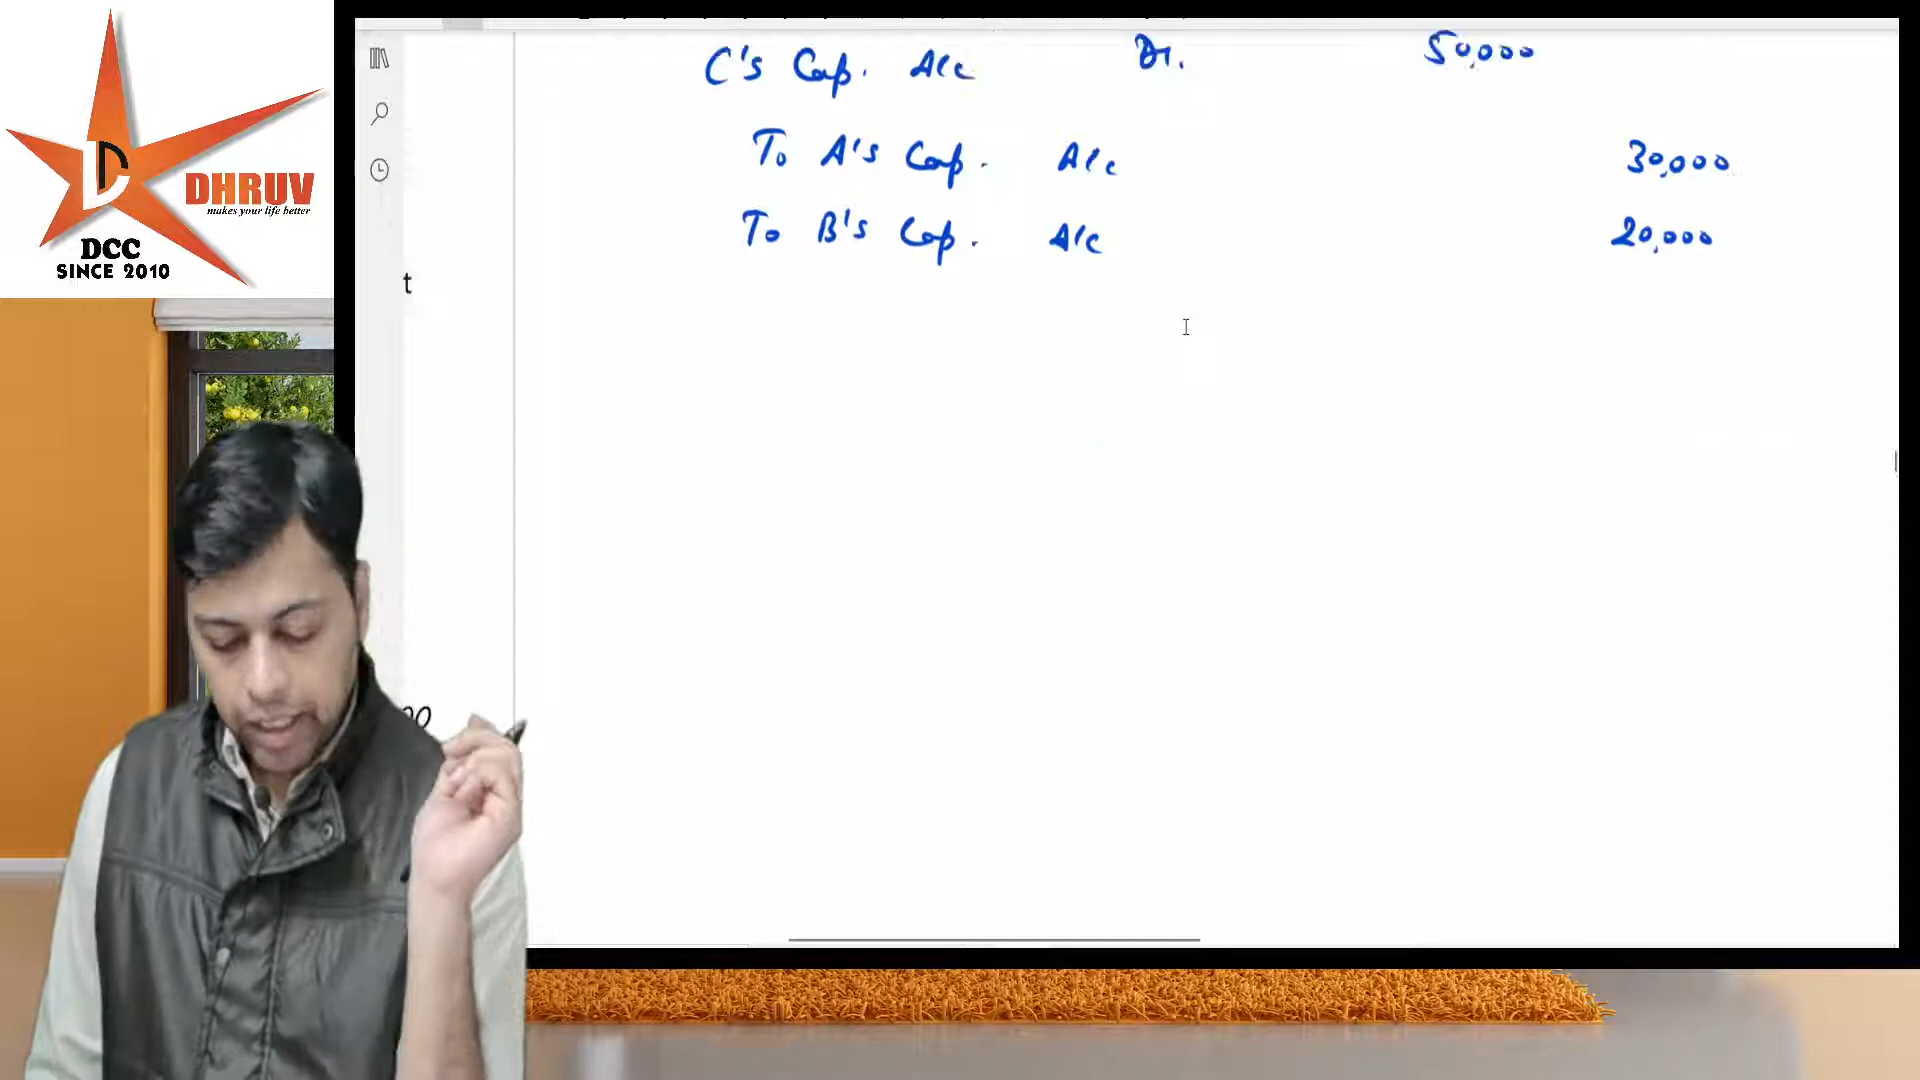 C's Cap. A/c Dr. 50,000
To A's Cap. A/c 30,000
To B's Cap. A/c 20,000
DHRUV
makes your life better
DCC
SINCE 2010
t